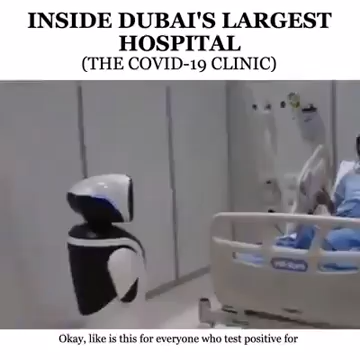 INSIDE DUBAI'S LARGEST
HOSPITAL
(THE COVID-19 CLINIC)
Okay, like is this for everyone who test positive for